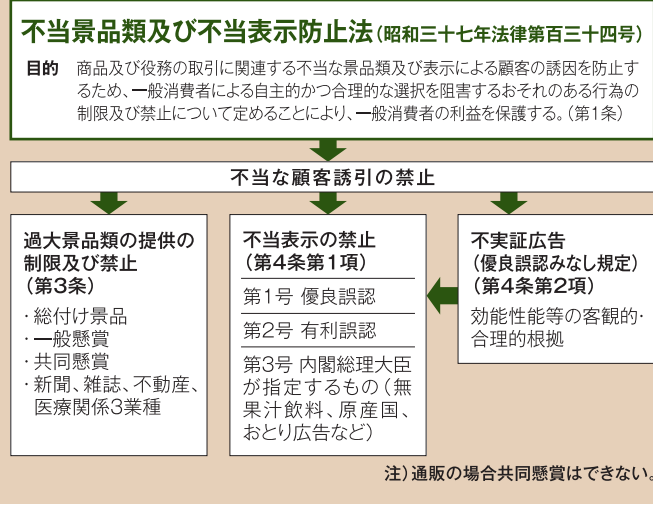 不当景品類及び不当表示防止法(昭和三十七年法律第百三十四号)
目的 商品及び役務の取引に関連する不当な景品類及び表示による顧客の誘因を防止す
るため、一般消費者による自主的かつ合理的な選択を阻害するおそれのある行為の
制限及び禁止について定めることにより、一般消費者の利益を保護する。(第1条)
不当な顧客誘引の禁止
過大景品類の提供の
制限及び禁止
(第3条)
・総付け景品
・一般懸賞
・共同懸賞
・新聞、雑誌、不動産、
医療関係3業種
不当表示の禁止
(第4条第1項)
第1号 優良誤認
第2号 有利誤認
第3号 内閣総理大臣
が指定するもの(無
果汁飲料、原産国、
おとり広告など)
不実証広告
(優良誤認みなし規定)
(第4条第2項)
効能性能等の客観的・
合理的根拠
注)通販の場合共同懸賞はできない。